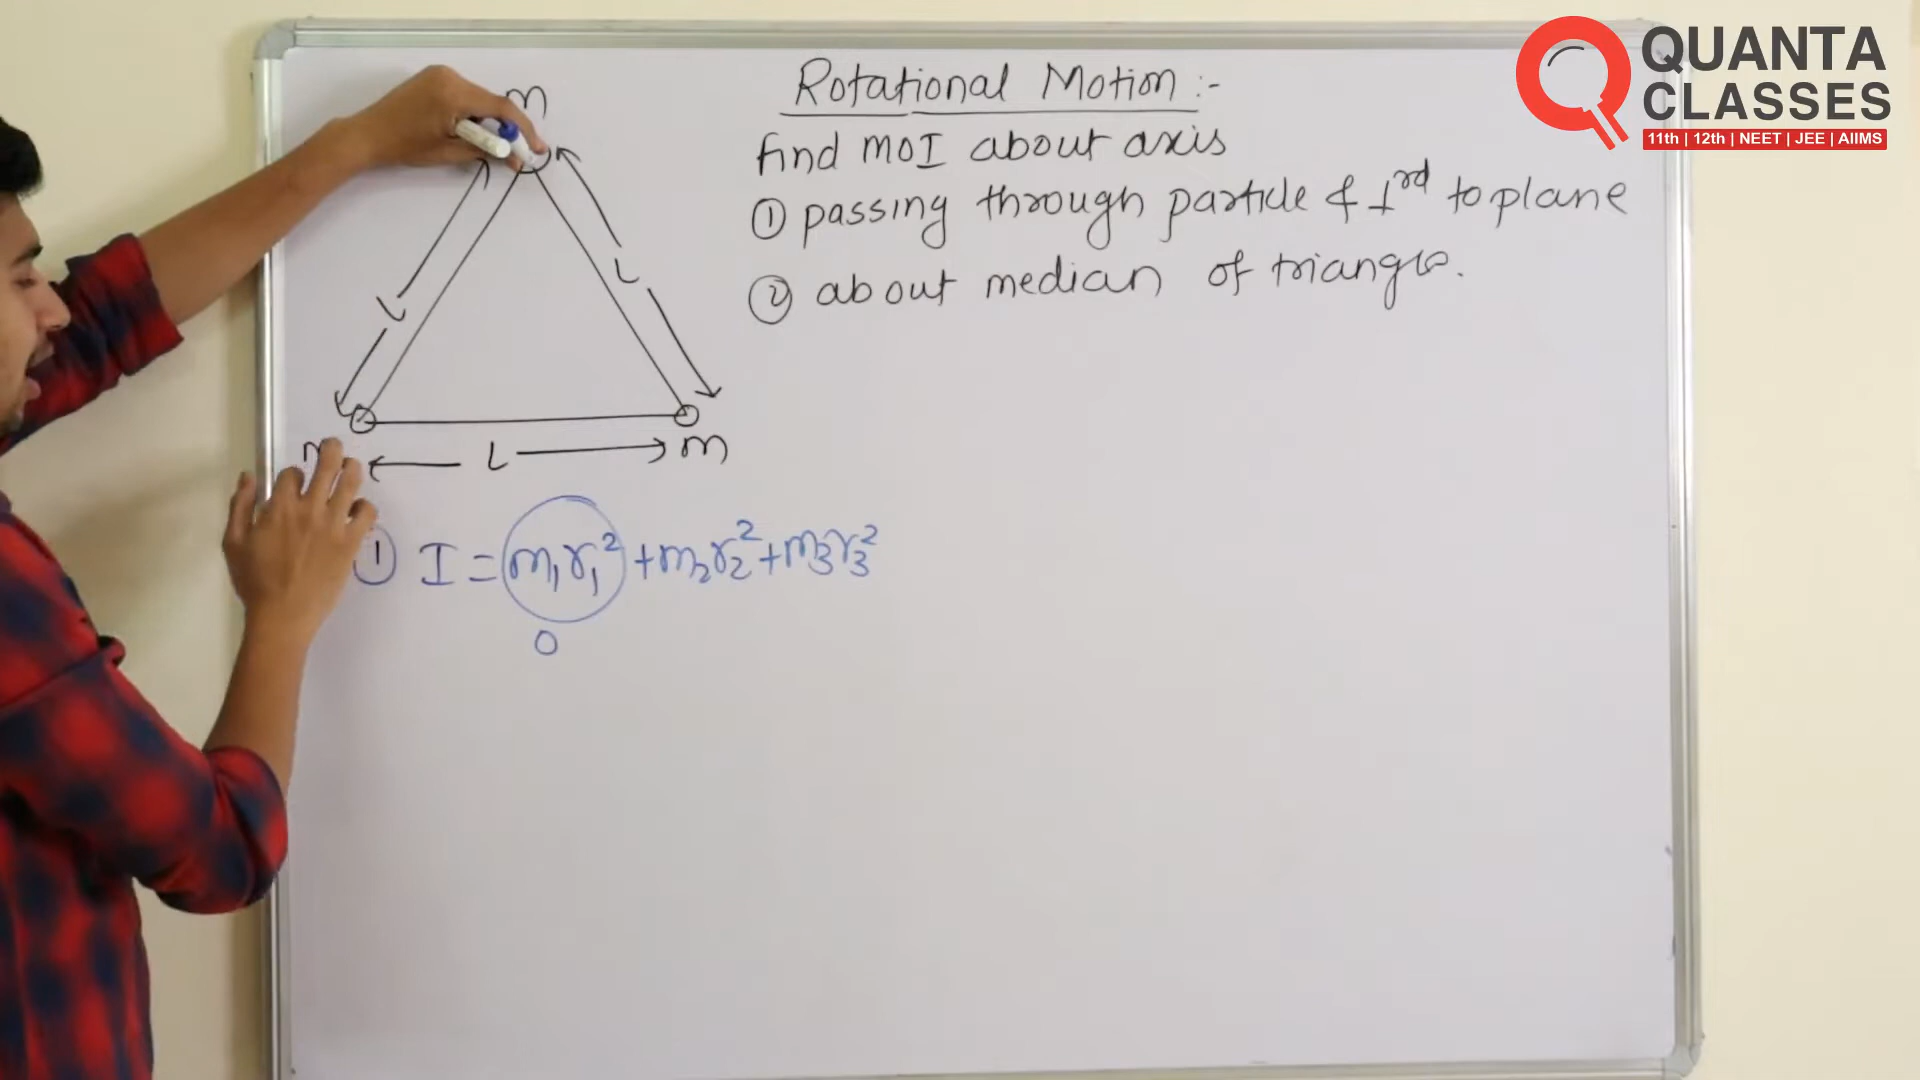 QUANTA
CLASSES
11th | 12th | NEET | JEE | AIIMS
Rotational Motion :-
find MOI about axis
① passing through particle & ⊥rd to plane
② about median of triangle.
m
L
L
m
L
m
① I = m₁r₁² + m₂r₂² + m₃r₃²
0